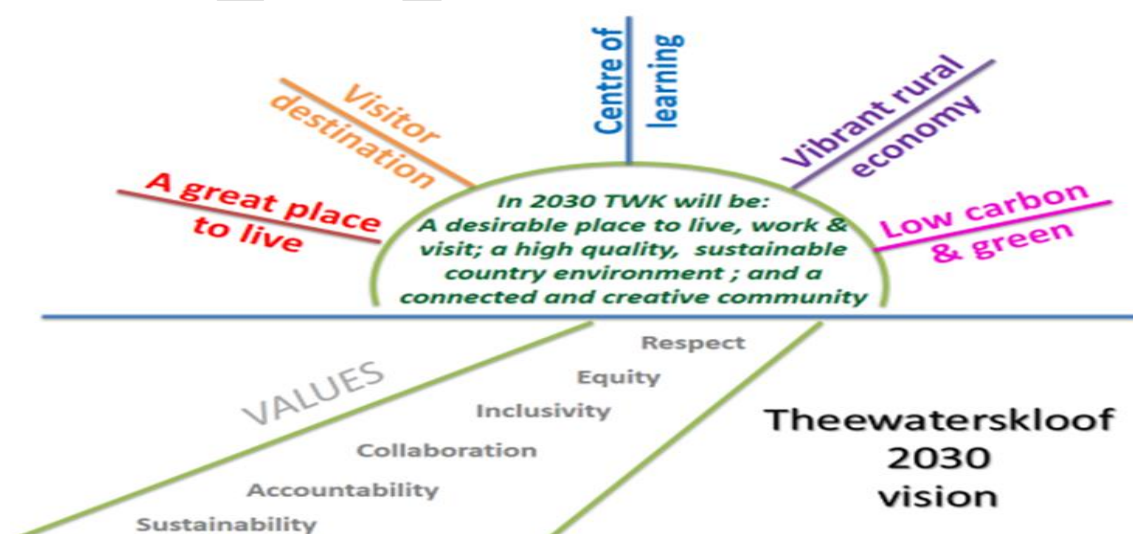 Centre of
learning
Visitor
destination
Vibrant rural
economy
A great place
to live
Low carbon
& green
In 2030 TWK will be:
A desirable place to live, work &
visit; a high quality, sustainable
country environment ; and a
connected and creative community
VALUES
Respect
Equity
Inclusivity
Collaboration
Accountability
Sustainability
Theewaterskloof
2030
vision